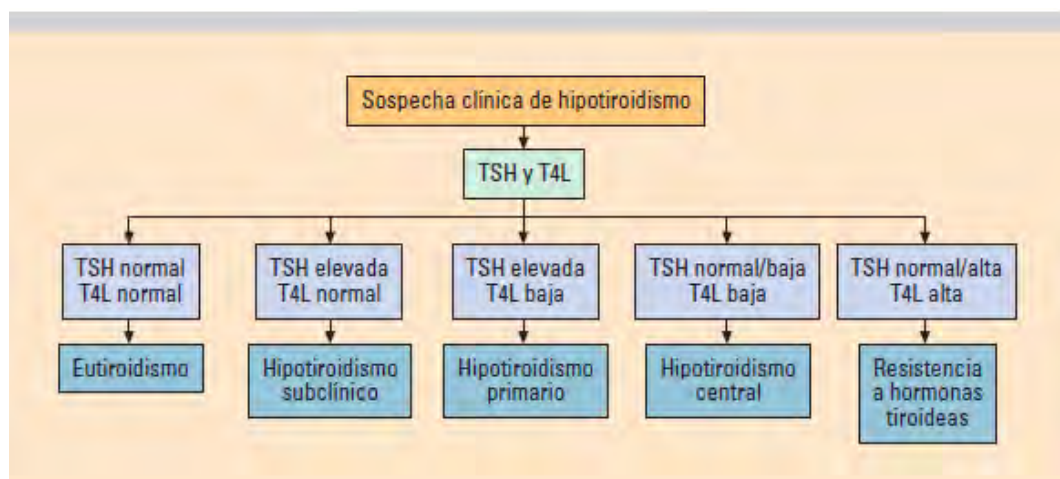 Sospecha clínica de hipotiroidismo
TSH y T4L
TSH normal
T4L normal
TSH elevada
T4L normal
TSH elevada
T4L baja
TSH normal/baja
T4L baja
TSH normal/alta
T4L alta
Eutiroidismo
Hipotiroidismo
subclínico
Hipotiroidismo
primario
Hipotiroidismo
central
Resistencia
a hormonas
tiroideas